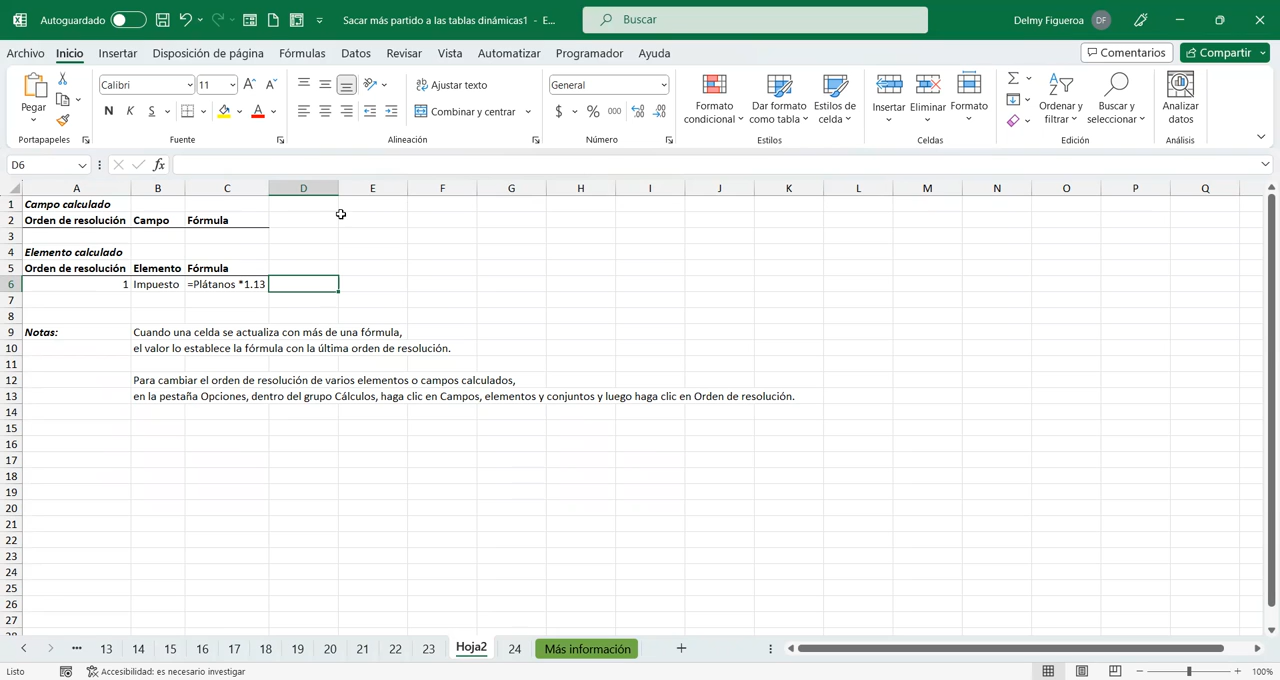 Autoguardado
Sacar más partido a las tablas dinámicas1 - E...
Buscar
Delmy Figueroa DF
Archivo Inicio Insertar Disposición de página Fórmulas Datos Revisar Vista Automatizar Programador Ayuda
Comentarios
Compartir
Pegar
Portapapeles
Calibri 11
N K S
Fuente
Ajustar texto
Combinar y centrar
Alineación
General
$ % 000
Número
Formato condicional
Dar formato como tabla
Estilos de celda
Estilos
Insertar Eliminar Formato
Celdas
Ordenar y filtrar
Buscar y seleccionar
Edición
Analizar datos
Análisis
D6
fx
A B C D E F G H I J K L M N O P Q
1 Campo calculado
2 Orden de resolución Campo Fórmula
3
4 Elemento calculado
5 Orden de resolución Elemento Fórmula
6 1 Impuesto =Plátanos *1.13
7
8
9 Notas: Cuando una celda se actualiza con más de una fórmula,
10 el valor lo establece la fórmula con la última orden de resolución.
11
12 Para cambiar el orden de resolución de varios elementos o campos calculados,
13 en la pestaña Opciones, dentro del grupo Cálculos, haga clic en Campos, elementos y conjuntos y luego haga clic en Orden de resolución.
14
15
16
17
18
19
20
21
22
23
24
25
26
27
13 14 15 16 17 18 19 20 21 22 23 Hoja2 24 Más información
Listo
Accesibilidad: es necesario investigar
100%